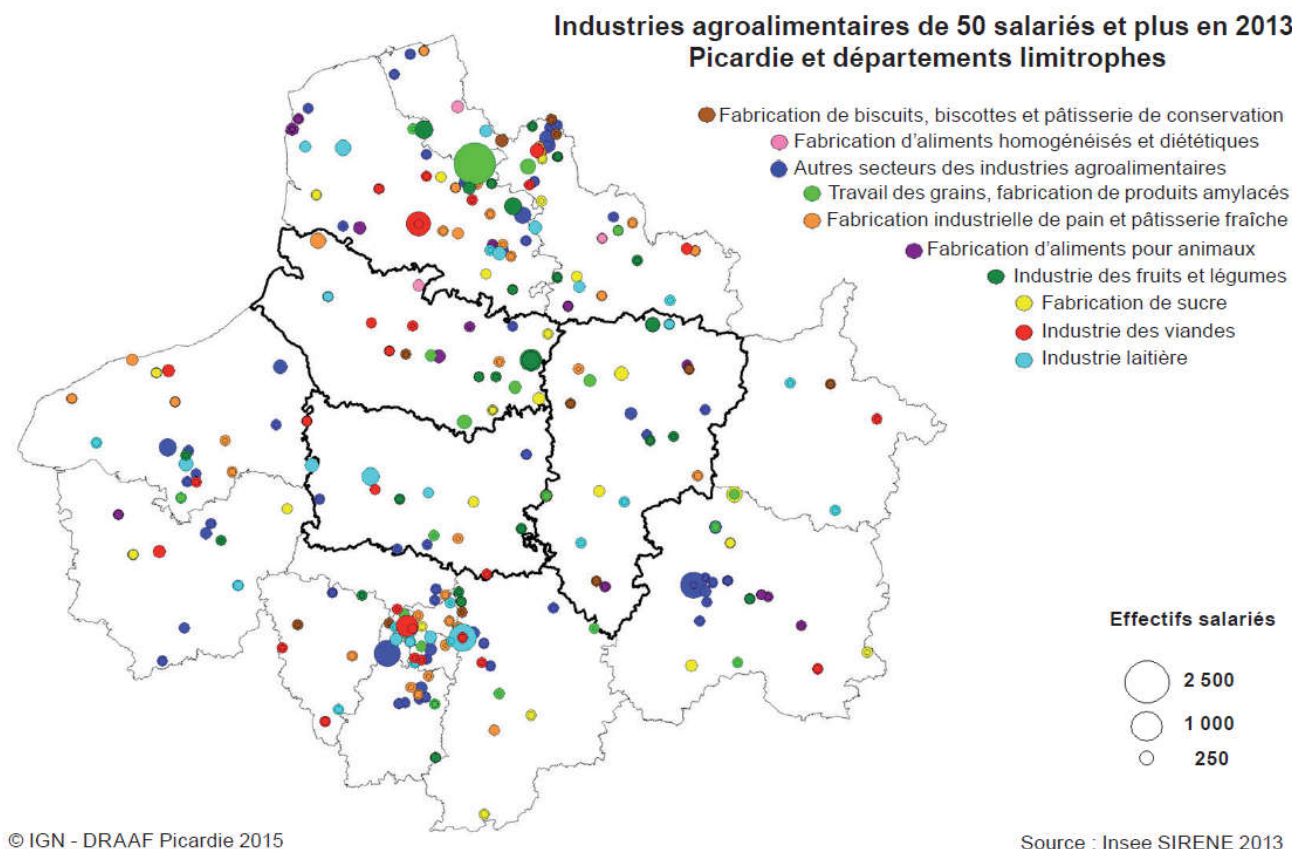 Industries agroalimentaires de 50 salariés et plus en 2013
Picardie et départements limitrophes
Fabrication de biscuits, biscottes et pâtisserie de conservation
Fabrication d'aliments homogénéisés et diététiques
Autres secteurs des industries agroalimentaires
Travail des grains, fabrication de produits amylacés
Fabrication industrielle de pain et pâtisserie fraîche
Fabrication d'aliments pour animaux
Industrie des fruits et légumes
Fabrication de sucre
Industrie des viandes
Industrie laitière
Effectifs salariés
2 500
1 000
250
© IGN - DRAAF Picardie 2015
Source : Insee SIRENE 2013